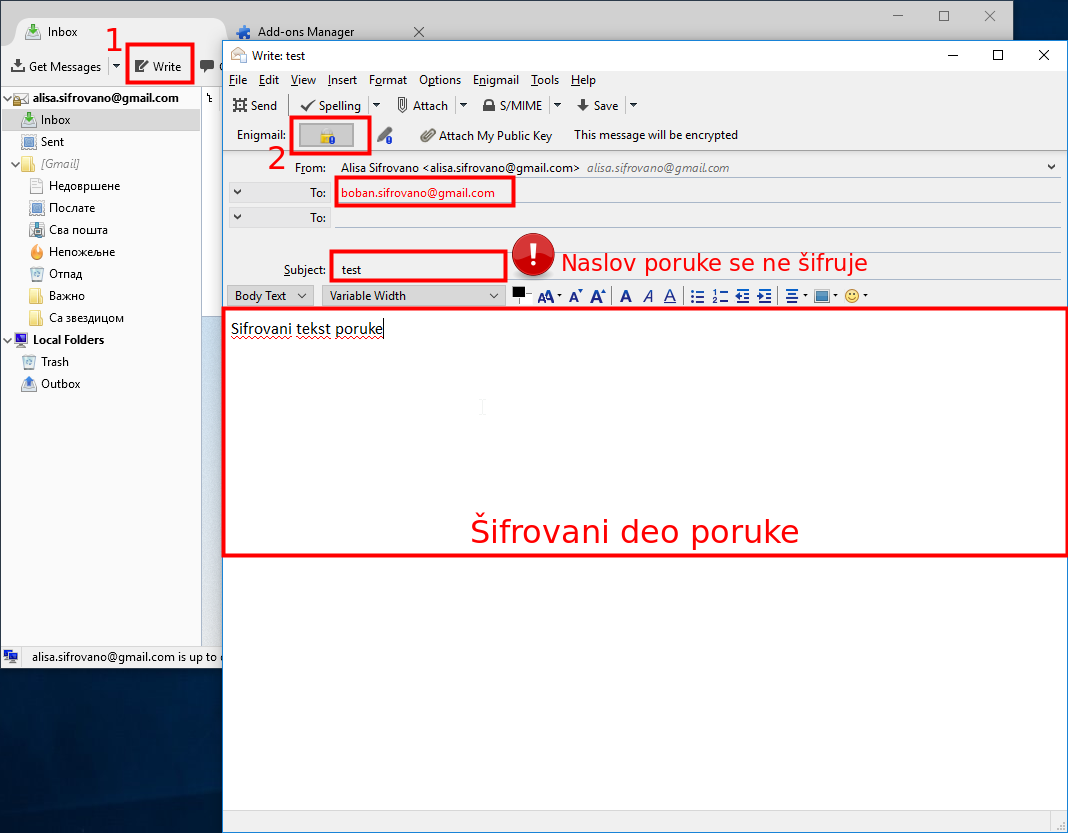 Inbox
Add-ons Manager
1
Get Messages
Write
alisa.sifrovano@gmail.com
Inbox
Sent
[Gmail]
Недовршене
Послате
Сва пошта
Непожељне
Отпад
Важно
Са звездицом
Local Folders
Trash
Outbox
alisa.sifrovano@gmail.com is up to
Write: test
File Edit View Insert Format Options Enigmail Tools Help
Send Spelling Attach S/MIME Save
Enigmail: Attach My Public Key This message will be encrypted
2
From: Alisa Sifrovano <alisa.sifrovano@gmail.com> alisa.sifrovano@gmail.com
To: boban.sifrovano@gmail.com
To:
Subject: test
! Naslov poruke se ne šifruje
Body Text Variable Width
Sifrovani tekst poruke
Šifrovani deo poruke